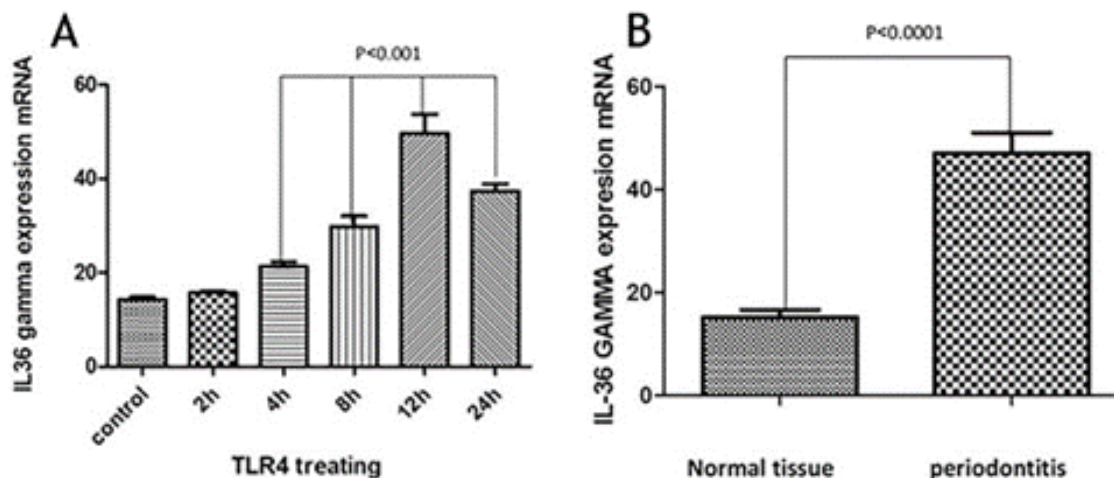 A
P<0.001
IL36 gamma expression mRNA
60
40
20
0
control
2h
4h
8h
12h
24h
TLR4 treating
B
P<0.0001
IL-36 GAMMA expresion mRNA
60
40
20
0
Normal tissue
periodontitis